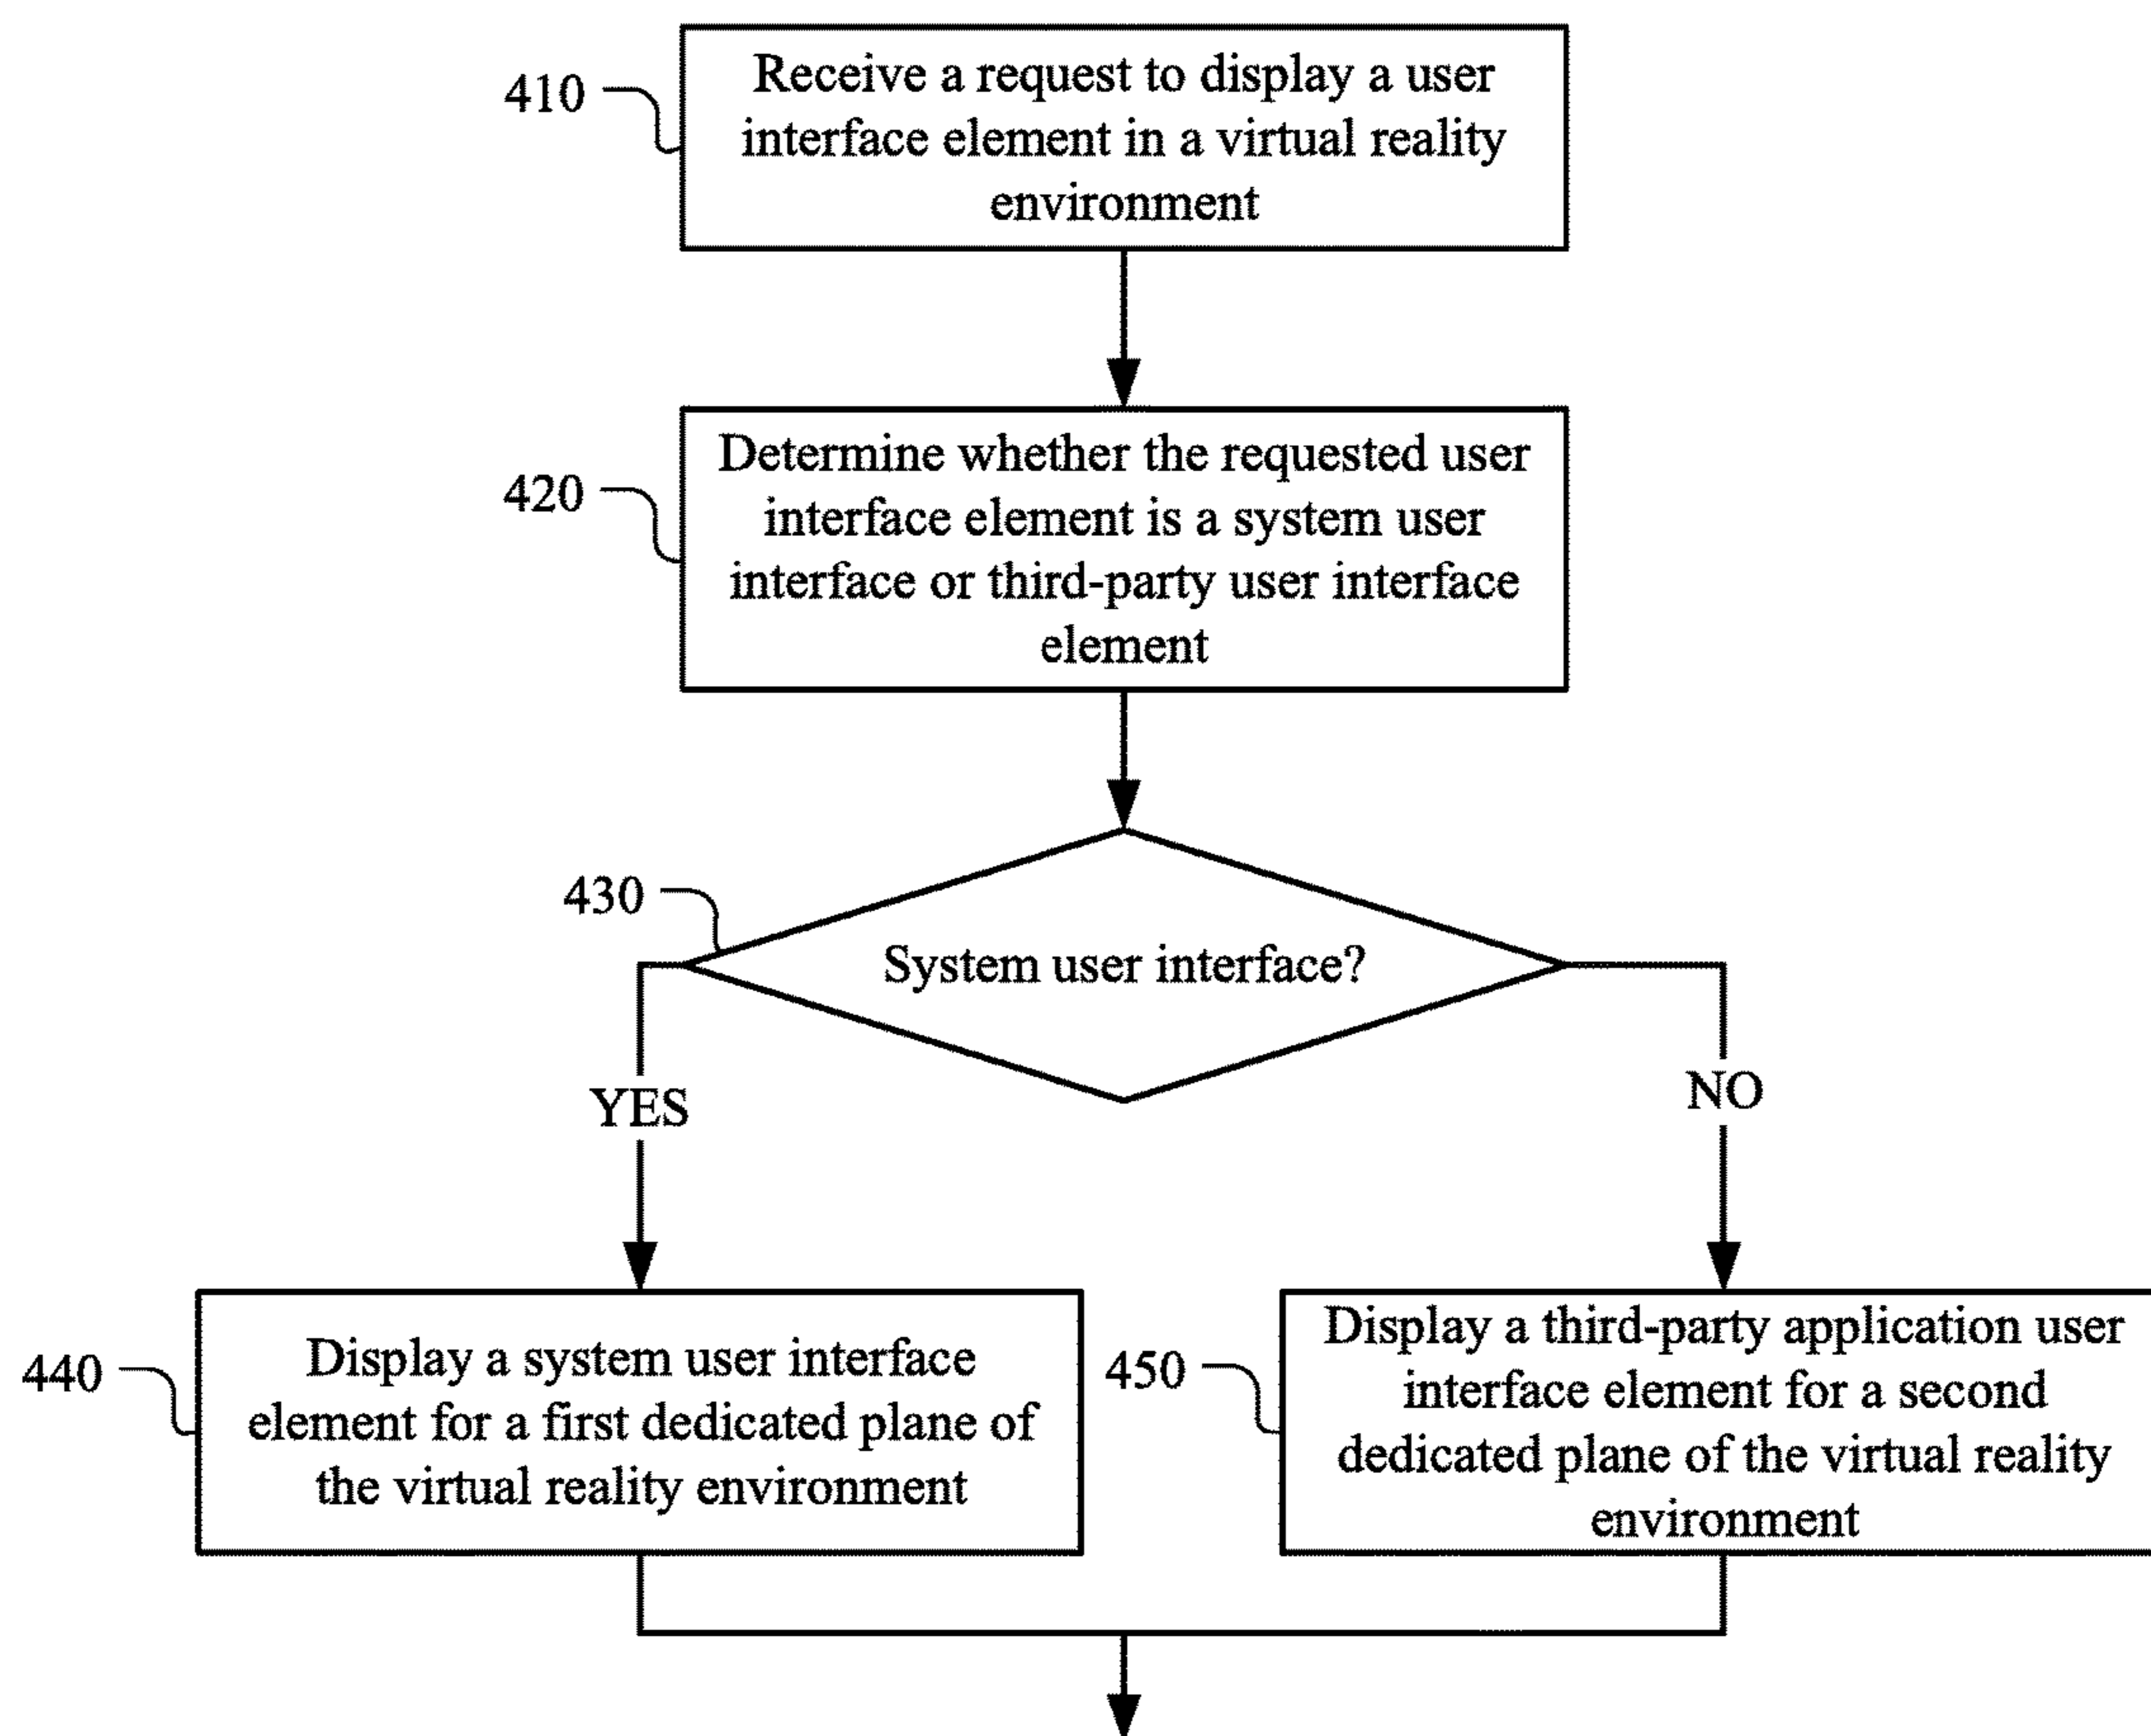 410
Receive a request to display a user
interface element in a virtual reality
environment
420
Determine whether the requested user
interface element is a system user
interface or third-party user interface
element
430
System user interface?
YES
NO
440
Display a system user interface
element for a first dedicated plane of
the virtual reality environment
450
Display a third-party application user
interface element for a second
dedicated plane of the virtual reality
environment